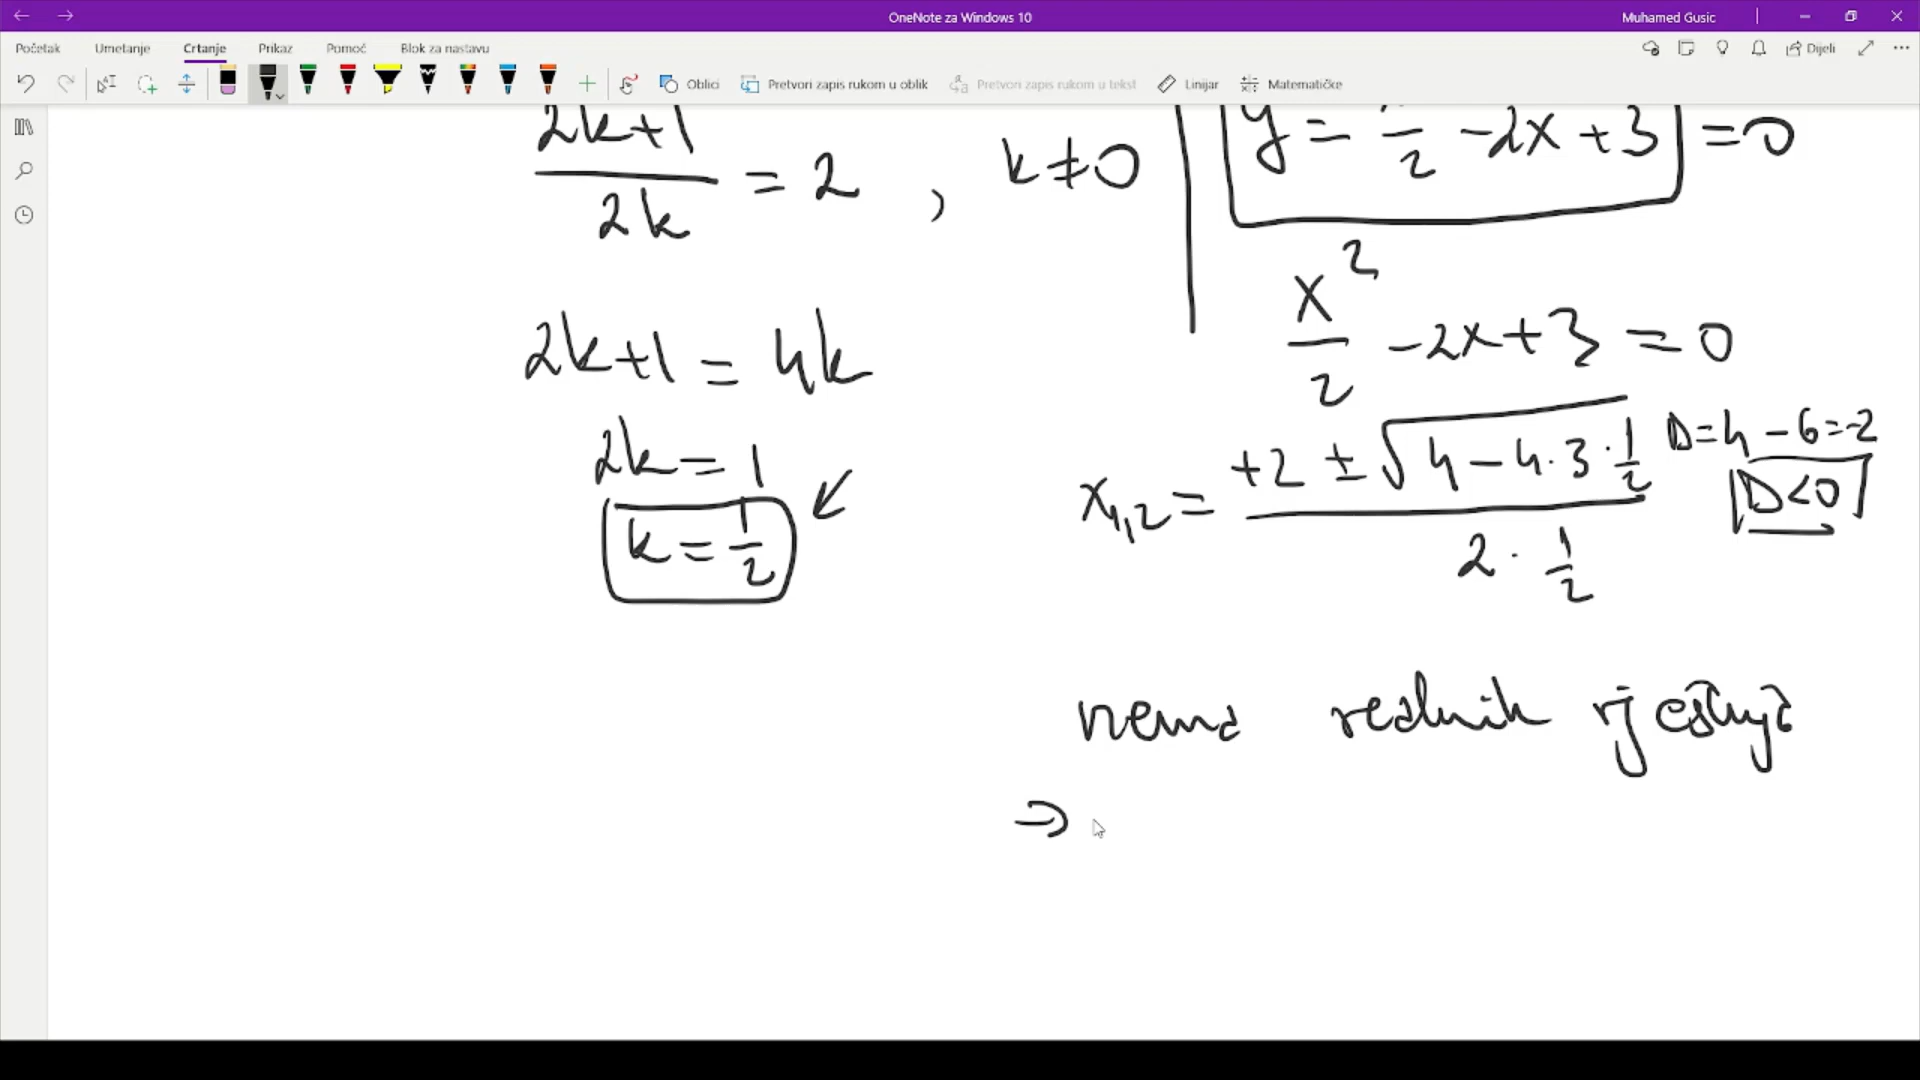 OneNote za Windows 10
Muhamed Gusic
Početak Umetanje Crtanje Prikaz Pomoć Blok za nastavu
Dijeli
Oblici Pretvori zapis rukom u oblik Pretvori zapis rukom u tekst Linijar Matematičke
2k+1
2k
= 2 , k≠0
y = — -2x +3 = 0
2
2k+1 = 4k
x²/2 -2x+3 = 0
2k = 1
k = 1/2
x₁,₂ = (+2 ± √(4-4·3·1/2)) / (2·1/2)
D=4-6=-2
D<0
nema realnih rješenja
⇒